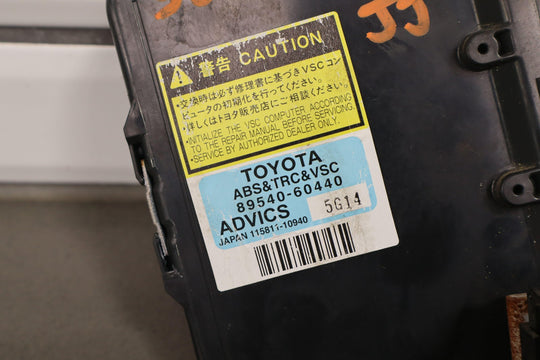 JJ
警告 CAUTION
・交換時は必ず修理書に基づきVSCコン
ピュータの初期化を行ってください。
・詳しくはトヨタ販売店にご相談ください。
・INITIALIZE THE VSC COMPUTER ACCORDING
TO THE REPAIR MANUAL BEFORE SERVICING.
・SERVICE BY AUTHORIZED DEALER ONLY.
TOYOTA
ABS&TRC&VSC
89540-60440
ADVICS 5G14
JAPAN 115811-10940